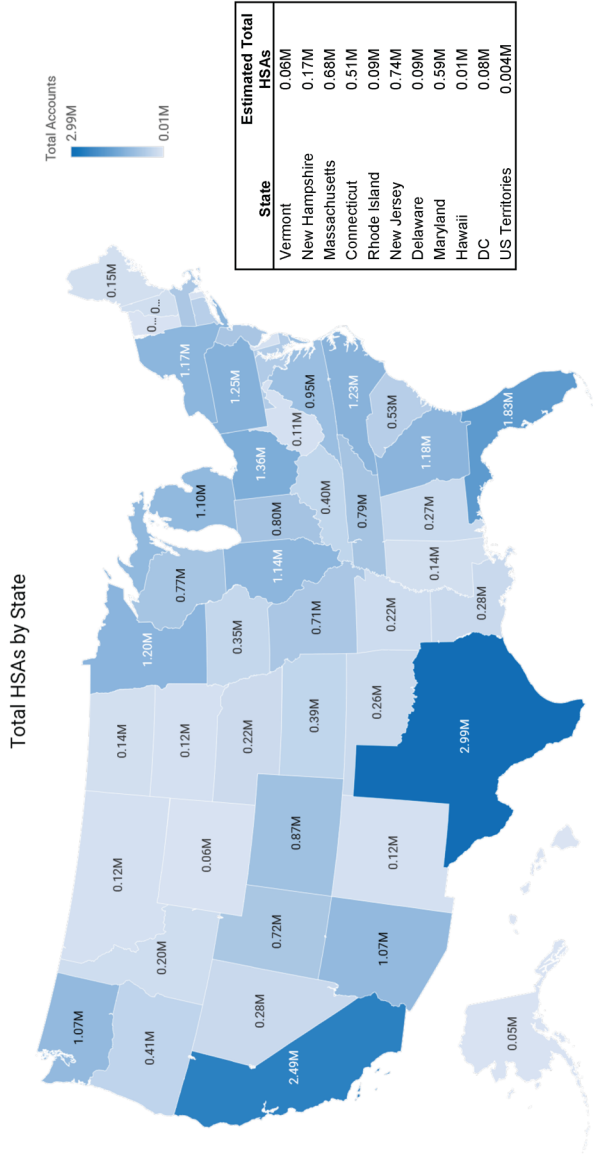 Total HSAs by State
Total Accounts
2.99M
0.01M
1.07M
0.41M
2.49M
0.28M
0.20M
0.12M
0.06M
0.72M
1.07M
0.87M
0.12M
0.14M
0.12M
0.22M
0.39M
0.26M
2.99M
1.20M
0.35M
0.71M
0.22M
0.28M
0.77M
1.14M
0.14M
1.10M
0.80M
0.40M
0.79M
0.27M
1.36M
0.11M
0.95M
1.23M
0.53M
1.18M
1.83M
1.25M
1.17M
0... 0...
0.15M
0.05M
State Estimated Total HSAs
Vermont 0.06M
New Hampshire 0.17M
Massachusetts 0.68M
Connecticut 0.51M
Rhode Island 0.09M
New Jersey 0.74M
Delaware 0.09M
Maryland 0.59M
Hawaii 0.01M
DC 0.08M
US Territories 0.004M